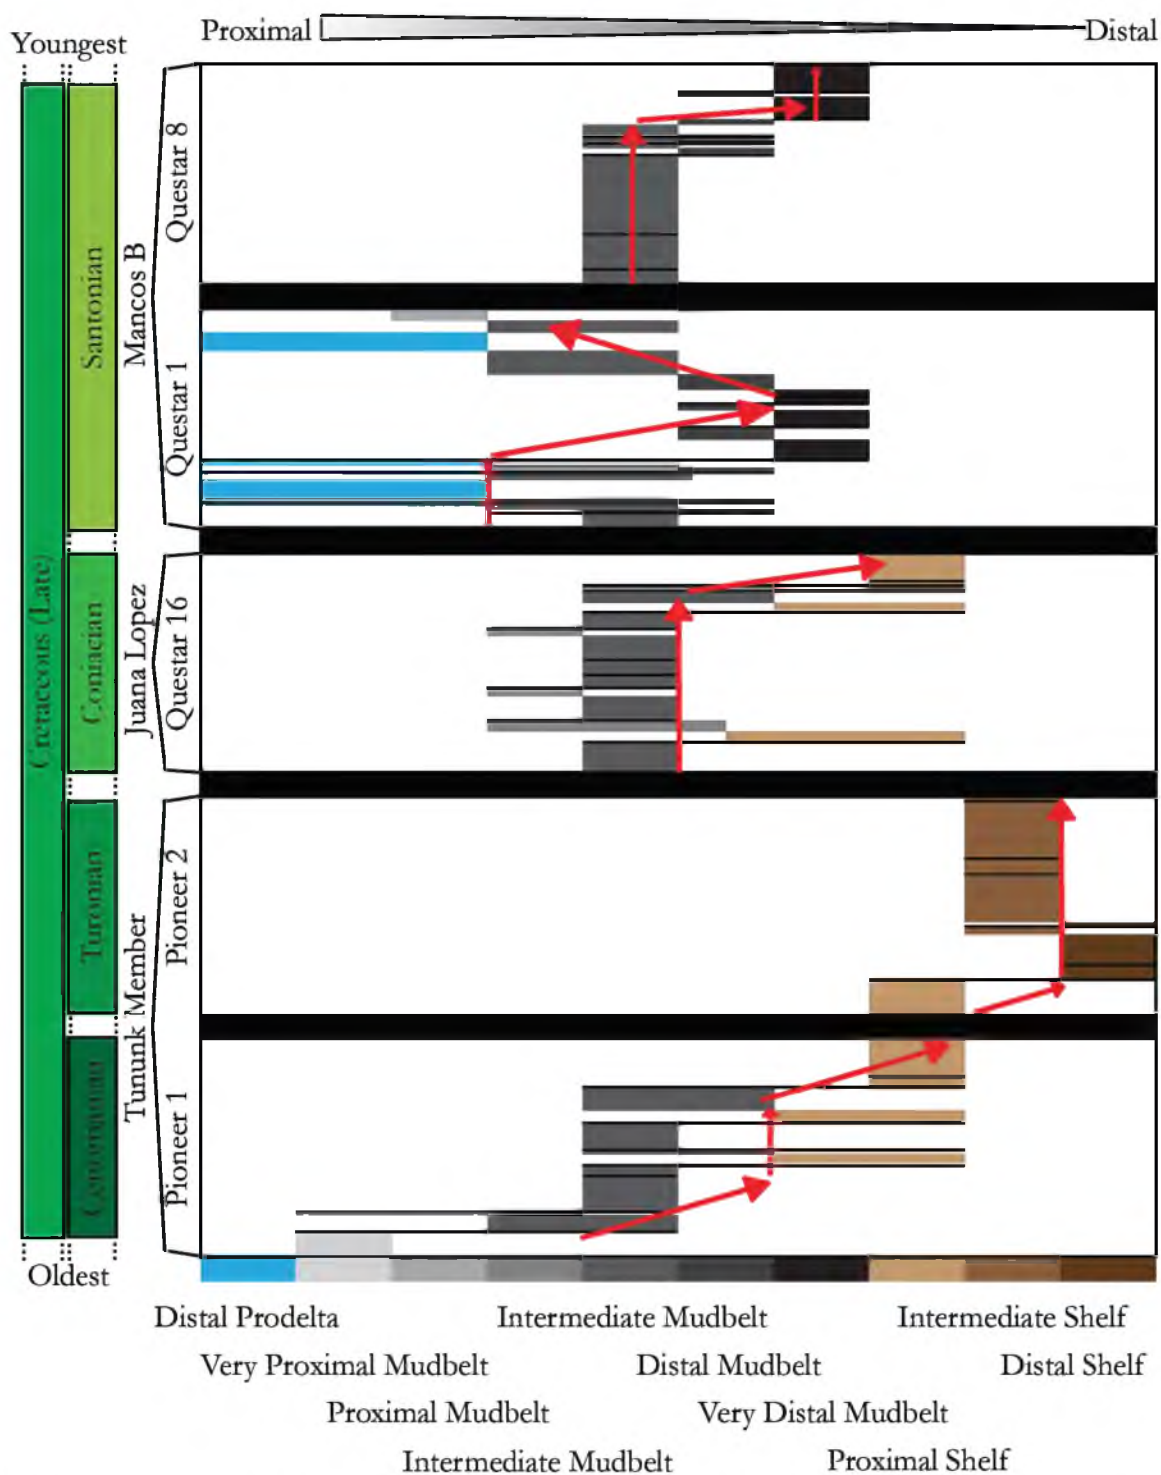 Proximal
Distal
Youngest
Cretaceous (Late)
Santonian
Coniacian
Turonian
Cenomanian
Mancos B
Juana Lopez
Tununk Member
Questar 8
Questar 1
Questar 16
Pioneer 2
Pioneer 1
Oldest
Distal Prodelta
Intermediate Mudbelt
Intermediate Shelf
Very Proximal Mudbelt
Distal Mudbelt
Distal Shelf
Proximal Mudbelt
Very Distal Mudbelt
Intermediate Mudbelt
Proximal Shelf